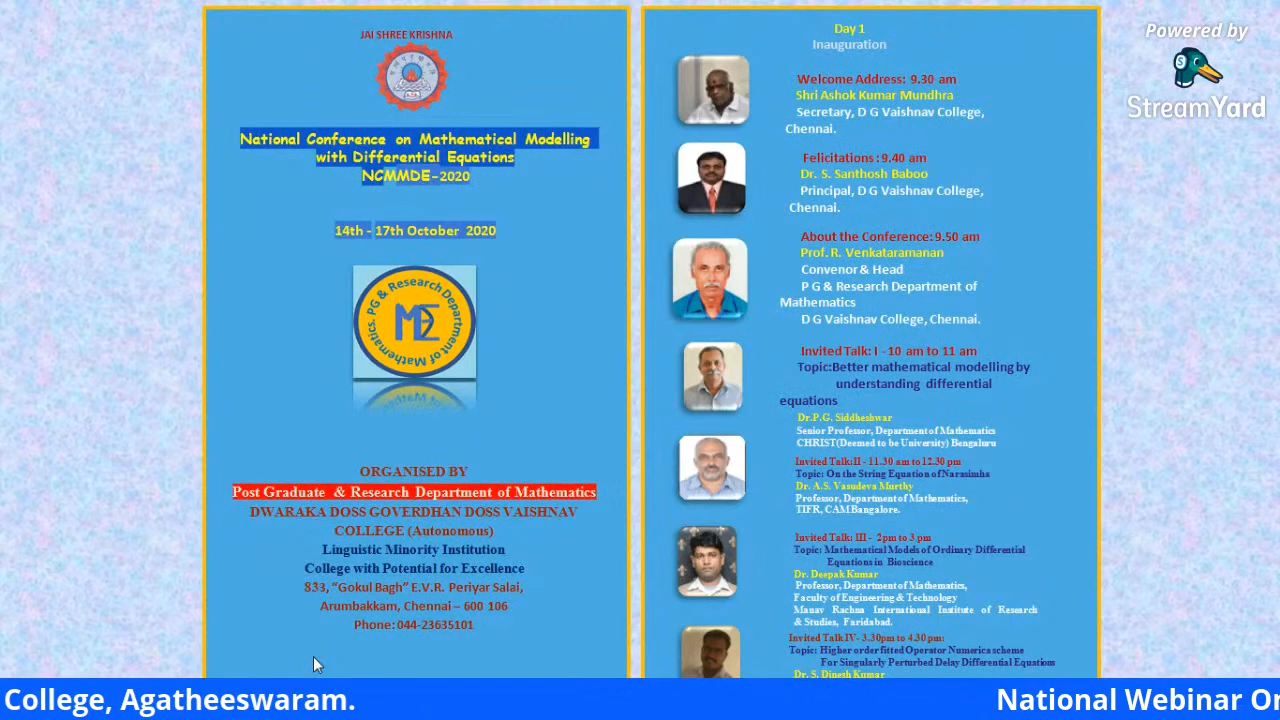 JAI SHREE KRISHNA
National Conference on Mathematical Modelling
with Differential Equations
NCMMDE-2020
14th - 17th October 2020
PG & Research Department of Mathematics.
ORGANISED BY
Post Graduate & Research Department of Mathematics
DWARAKA DOSS GOVERDHAN DOSS VAISHNAV
COLLEGE (Autonomous)
Linguistic Minority Institution
College with Potential for Excellence
833, “Gokul Bagh” E.V.R. Periyar Salai,
Arumbakkam, Chennai – 600 106
Phone: 044-23635101
Day 1
Inauguration
Welcome Address: 9.30 am
Shri Ashok Kumar Mundhra
Secretary, D G Vaishnav College,
Chennai.
Felicitations : 9.40 am
Dr. S. Santhosh Baboo
Principal, D G Vaishnav College,
Chennai.
About the Conference: 9.50 am
Prof. R. Venkataramanan
Convenor & Head
P G & Research Department of
Mathematics
D G Vaishnav College, Chennai.
Invited Talk: I - 10 am to 11 am
Topic:Better mathematical modelling by
understanding differential
equations
Dr.P.G. Siddheshwar
Senior Professor, Department of Mathematics
CHRIST(Deemed to be University) Bengaluru
Invited Talk:II - 11.30 am to 12.30 pm
Topic: On the String Equation of Narasimha
Dr. A.S. Vasudeva Murthy
Professor, Department of Mathematics,
TIFR, CAM Bangalore.
Invited Talk: III - 2pm to 3 pm
Topic: Mathematical Models of Ordinary Differential
Equations in Bioscience
Dr. Deepak Kumar
Professor, Department of Mathematics,
Faculty of Engineering & Technology
Manav Rachna International Institute of Research
& Studies, Faridabad.
Invited Talk IV- 3.30pm to 4.30 pm:
Topic: Higher order fitted Operator Numerica scheme
For Singularly Perturbed Delay Differential Equations
Dr. S. Dinesh Kumar
Powered by
StreamYard
College, Agatheeswaram.
National Webinar Or